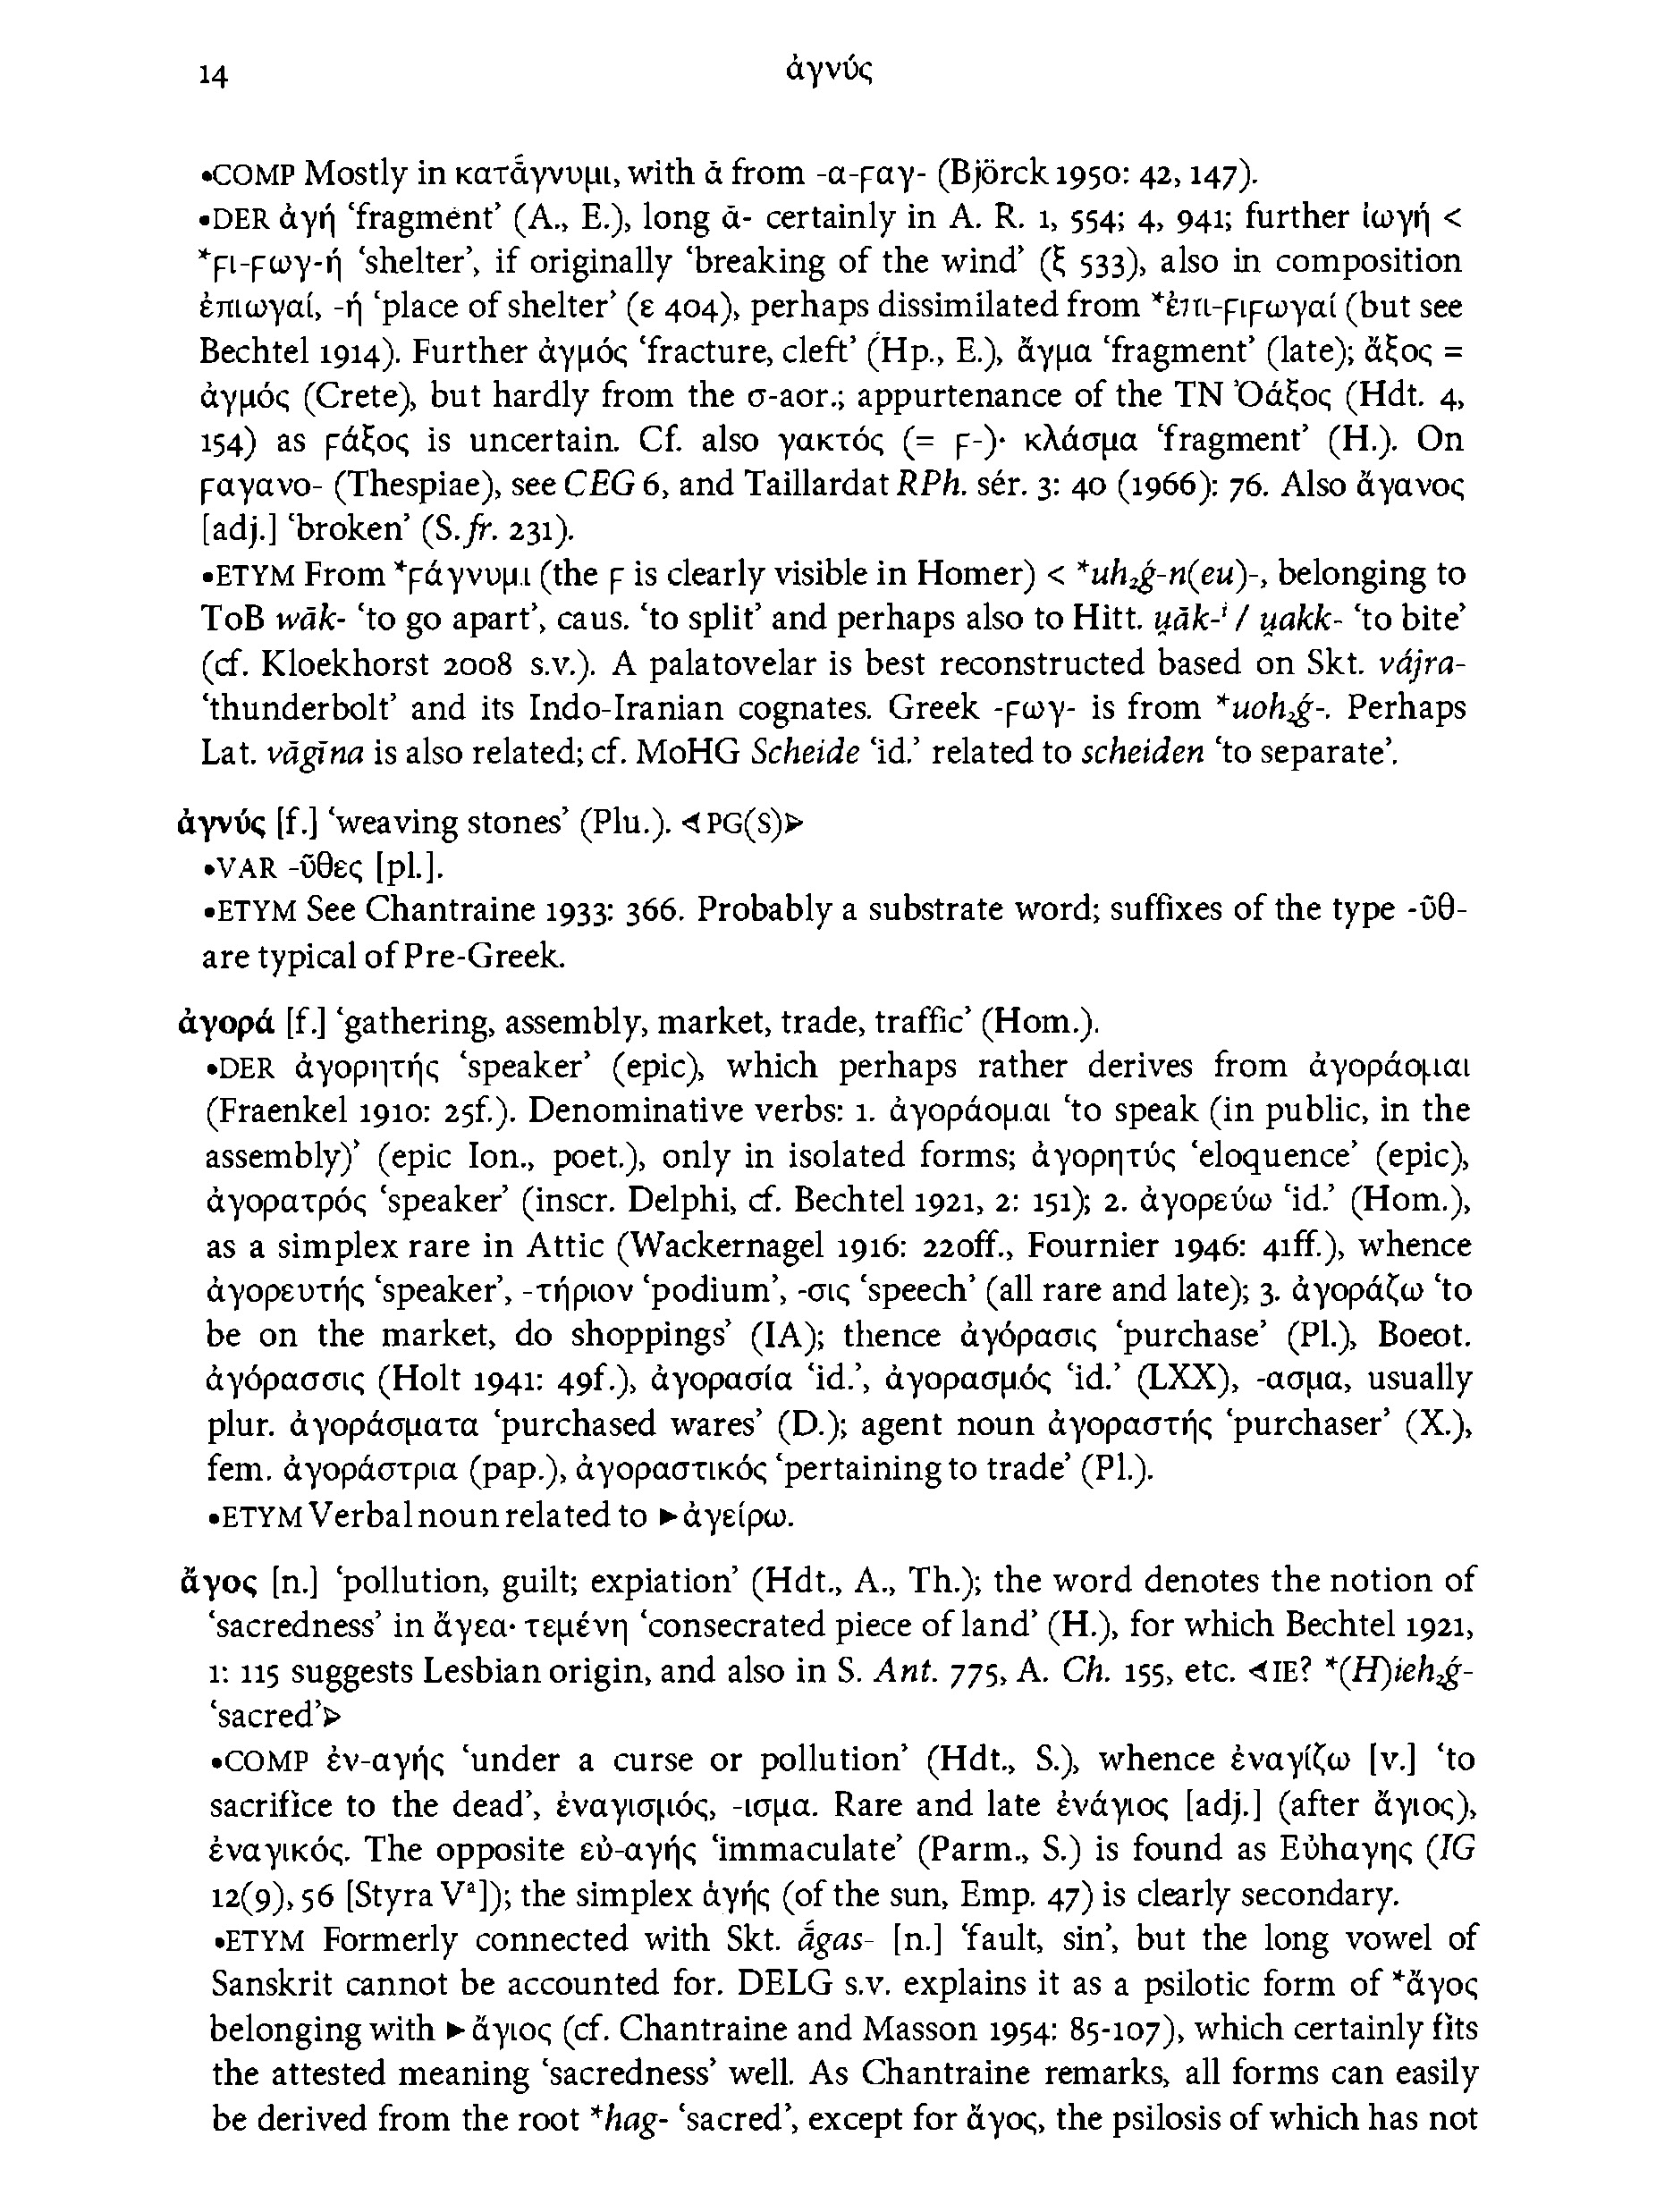 14 ἀγνύς
•COMP Mostly in κατᾱ́γνυμι, with ᾱ from -α-ϝαγ- (Björck 1950: 42, 147).
•DER ἀγή ‘fragment’ (A., E.), long ᾱ- certainly in A. R. 1, 554; 4, 941; further ἰωγή <
*ϝι-ϝωγ-ή ‘shelter’, if originally ‘breaking of the wind’ (ξ 533), also in composition
ἐπιωγαί, -ή ‘place of shelter’ (ε 404), perhaps dissimilated from *ἐπι-ϝιϝωγαί (but see
Bechtel 1914). Further ἀγμός ‘fracture, cleft’ (Hp., E.), ἄγμα ‘fragment’ (late); ἄξος =
ἀγμός (Crete), but hardly from the σ-aor.; appurtenance of the TN Ὀάξος (Hdt. 4,
154) as ϝάξος is uncertain. Cf. also γακτός (= ϝ-)· κλάσμα ‘fragment’ (H.). On
ϝαγανο- (Thespiae), see CEG 6, and Taillardat RPh. sér. 3: 40 (1966): 76. Also ἄγανος
[adj.] ‘broken’ (S. fr. 231).
•ETYM From *ϝάγνυμι (the ϝ is clearly visible in Homer) < *uh₂ǵ-n(eu)-, belonging to
ToB wāk- ‘to go apart’, caus. ‘to split’ and perhaps also to Hitt. u̯āk-ⁱ / u̯akk- ‘to bite’
(cf. Kloekhorst 2008 s.v.). A palatovelar is best reconstructed based on Skt. vájra-
‘thunderbolt’ and its Indo-Iranian cognates. Greek -ϝωγ- is from *uoh₂ǵ-. Perhaps
Lat. vāgīna is also related; cf. MoHG Scheide ‘id.’ related to scheiden ‘to separate’.
ἀγνύς [f.] ‘weaving stones’ (Plu.). ⊲PG(S)⊳
•VAR -ῦθες [pl.].
•ETYM See Chantraine 1933: 366. Probably a substrate word; suffixes of the type -ῡθ-
are typical of Pre-Greek.
ἀγορά [f.] ‘gathering, assembly, market, trade, traffic’ (Hom.).
•DER ἀγορητής ‘speaker’ (epic), which perhaps rather derives from ἀγοράομαι
(Fraenkel 1910: 25f.). Denominative verbs: 1. ἀγοράομαι ‘to speak (in public, in the
assembly)’ (epic Ion., poet.), only in isolated forms; ἀγορητύς ‘eloquence’ (epic),
ἀγορατρός ‘speaker’ (inscr. Delphi, cf. Bechtel 1921, 2: 151); 2. ἀγορεύω ‘id.’ (Hom.),
as a simplex rare in Attic (Wackernagel 1916: 220ff., Fournier 1946: 41ff.), whence
ἀγορευτής ‘speaker’, -τήριον ‘podium’, -σις ‘speech’ (all rare and late); 3. ἀγοράζω ‘to
be on the market, do shoppings’ (IA); thence ἀγόρασις ‘purchase’ (Pl.), Boeot.
ἀγόρασσις (Holt 1941: 49f.), ἀγορασία ‘id.’, ἀγορασμός ‘id.’ (LXX), -ασμα, usually
plur. ἀγοράσματα ‘purchased wares’ (D.); agent noun ἀγοραστής ‘purchaser’ (X.),
fem. ἀγοράστρια (pap.), ἀγοραστικός ‘pertaining to trade’ (Pl.).
•ETYM Verbal noun related to ►ἀγείρω.
ἄγος [n.] ‘pollution, guilt; expiation’ (Hdt., A., Th.); the word denotes the notion of
‘sacredness’ in ἄγεα· τεμένη ‘consecrated piece of land’ (H.), for which Bechtel 1921,
1: 115 suggests Lesbian origin, and also in S. Ant. 775, A. Ch. 155, etc. ⊲IE? *(H)ieh₂ǵ-
‘sacred’⊳
•COMP ἐν-αγής ‘under a curse or pollution’ (Hdt., S.), whence ἐναγίζω [v.] ‘to
sacrifice to the dead’, ἐναγισμός, -ισμα. Rare and late ἐνάγιος [adj.] (after ἅγιος),
ἐναγικός. The opposite εὐ-αγής ‘immaculate’ (Parm., S.) is found as Εὐhαγης (IG
12(9), 56 [Styra Vᵃ]); the simplex ἁγής (of the sun, Emp. 47) is clearly secondary.
•ETYM Formerly connected with Skt. ā́gas- [n.] ‘fault, sin’, but the long vowel of
Sanskrit cannot be accounted for. DELG s.v. explains it as a psilotic form of *ἅγος
belonging with ►ἅγιος (cf. Chantraine and Masson 1954: 85-107), which certainly fits
the attested meaning ‘sacredness’ well. As Chantraine remarks, all forms can easily
be derived from the root *hag- ‘sacred’, except for ἄγος, the psilosis of which has not